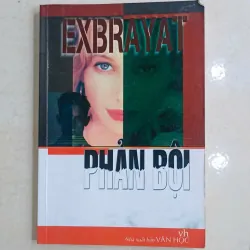 EXBRAYAT
PHẢN BỘI
vh
nhà xuất bản VĂN HỌC